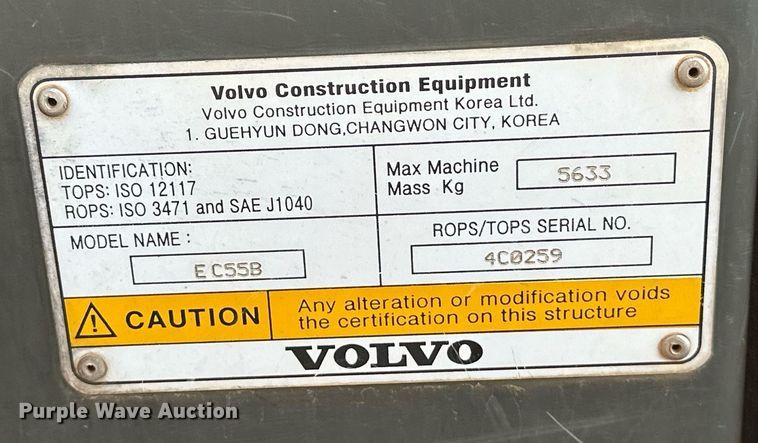 Volvo Construction Equipment
Volvo Construction Equipment Korea Ltd.
1. GUEHYUN DONG,CHANGWON CITY, KOREA
IDENTIFICATION:
TOPS: ISO 12117
ROPS: ISO 3471 and SAE J1040
Max Machine
Mass Kg
5633
MODEL NAME :
EC55B
ROPS/TOPS SERIAL NO.
4C0259
CAUTION
Any alteration or modification voids
the certification on this structure
VOLVO
Purple Wave Auction